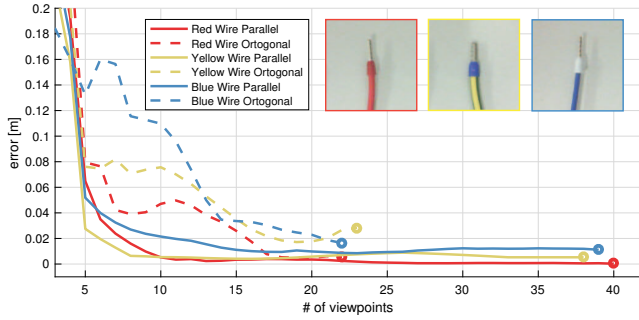 0.2
0.18
0.16
0.14
0.12
0.1
0.08
0.06
0.04
0.02
0
error [m]
Red Wire Parallel
Red Wire Ortogonal
Yellow Wire Parallel
Yellow Wire Ortogonal
Blue Wire Parallel
Blue Wire Ortogonal
5 10 15 20 25 30 35 40
# of viewpoints